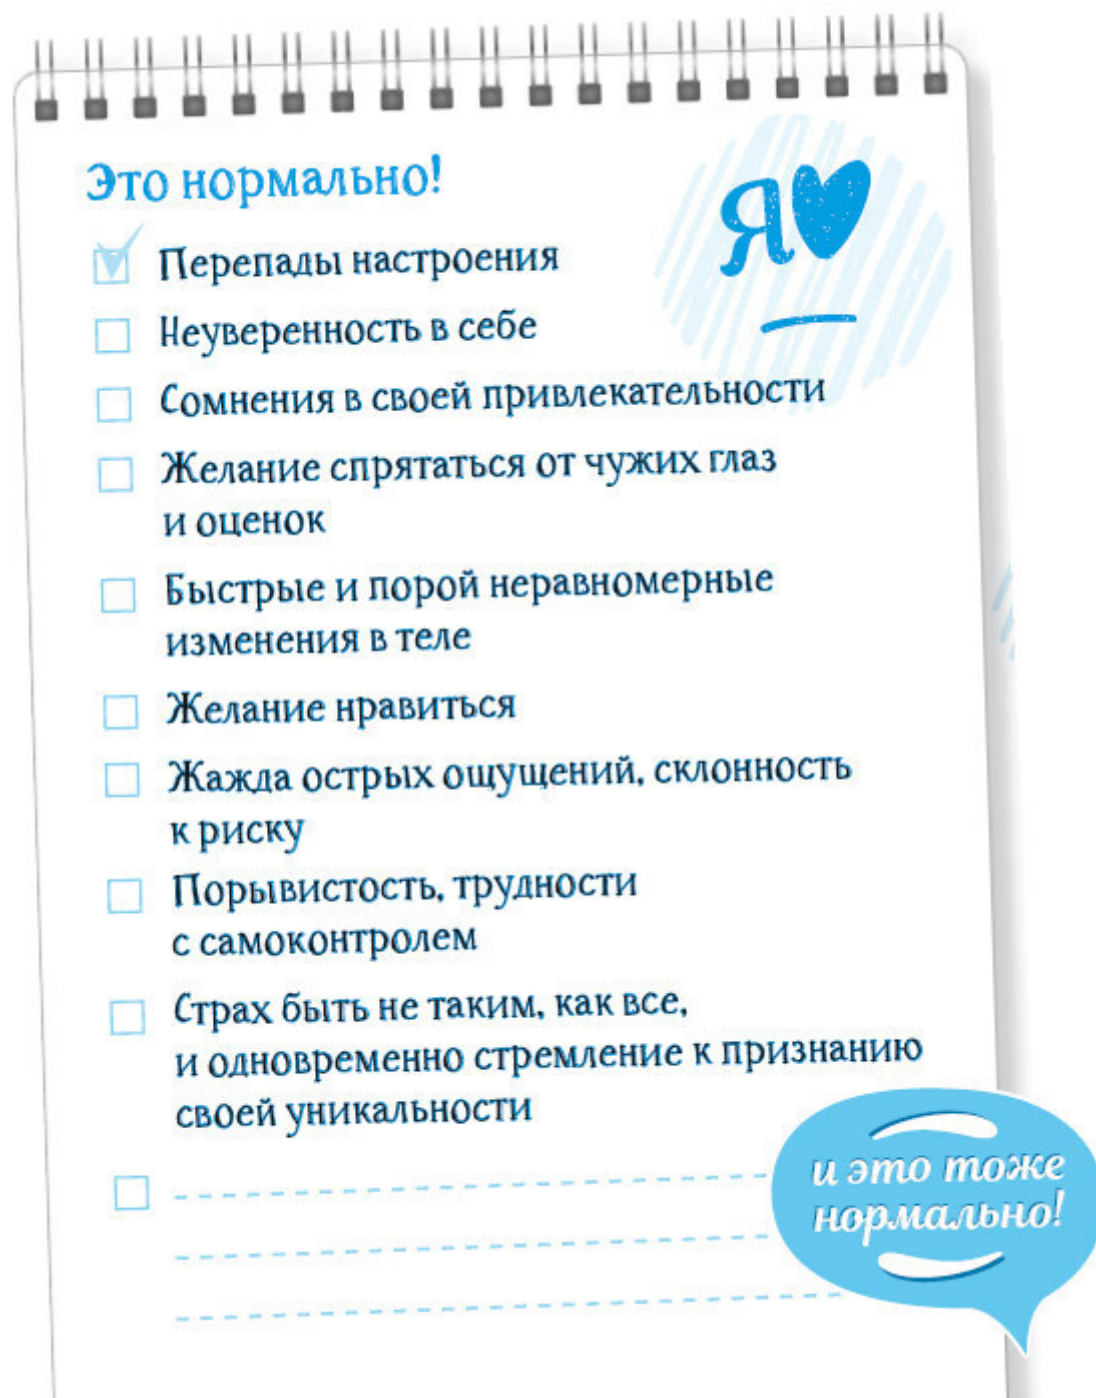 Это нормально!
Я
Перепады настроения
Неуверенность в себе
Сомнения в своей привлекательности
Желание спрятаться от чужих глаз
и оценок
Быстрые и порой неравномерные
изменения в теле
Желание нравиться
Жажда острых ощущений, склонность
к риску
Порывистость, трудности
с самоконтролем
Страх быть не таким, как все,
и одновременно стремление к признанию
своей уникальности
и это тоже
нормально!